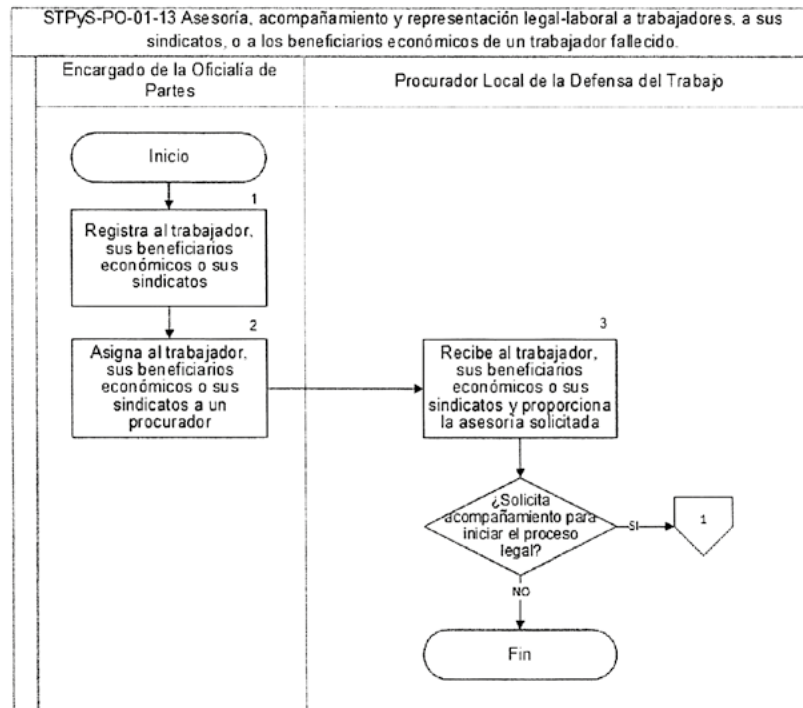 STPyS-PO-01-13 Asesoría, acompañamiento y representación legal-laboral a trabajadores, a sus
sindicatos, o a los beneficiarios económicos de un trabajador fallecido.
Encargado de la Oficialía de
Partes
Procurador Local de la Defensa del Trabajo
Inicio
1
Registra al trabajador,
sus beneficiarios
económicos o sus
sindicatos
2
Asigna al trabajador,
sus beneficiarios
económicos o sus
sindicatos a un
procurador
3
Recibe al trabajador,
sus beneficiarios
económicos o sus
sindicatos y proporciona
la asesoría solicitada
¿Solicita
acompañamiento para
iniciar el proceso
legal?
SI
1
NO
Fin